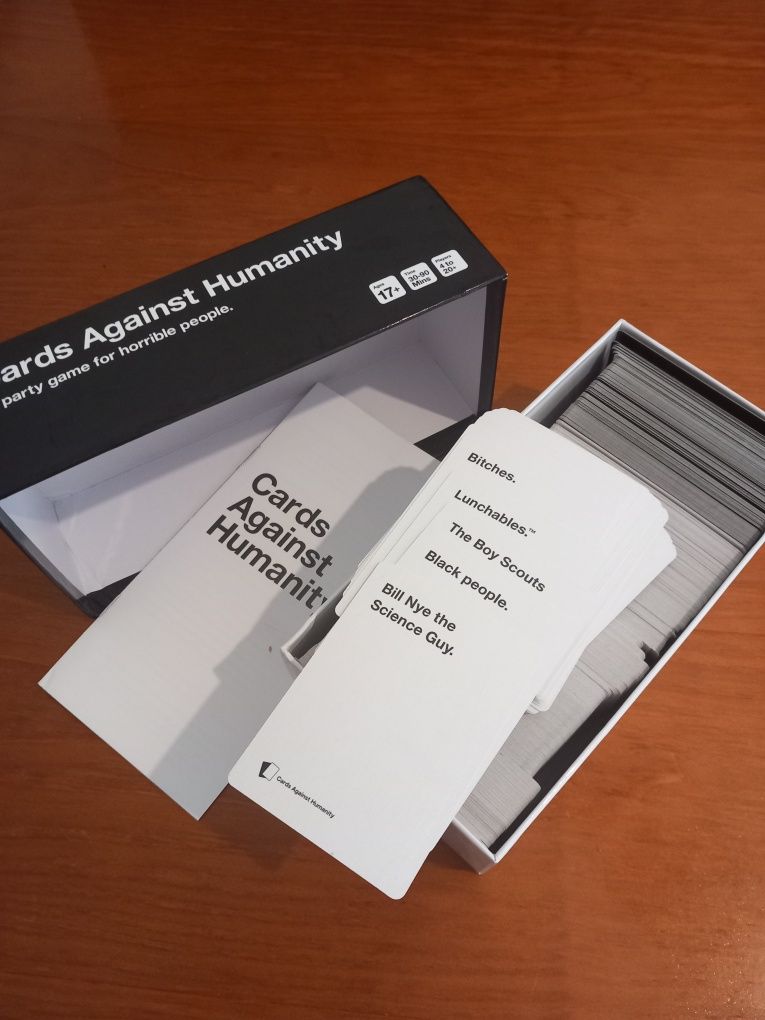 ards Against Humanity
party game for horrible people.
Ages
17+
Time
30-90
Mins
Players
4 to
20+
Cards
Against
Humanity
Bitches.
Lunchables.™
The Boy Scouts
Black people.
Bill Nye the
Science Guy.
Cards Against Humanity